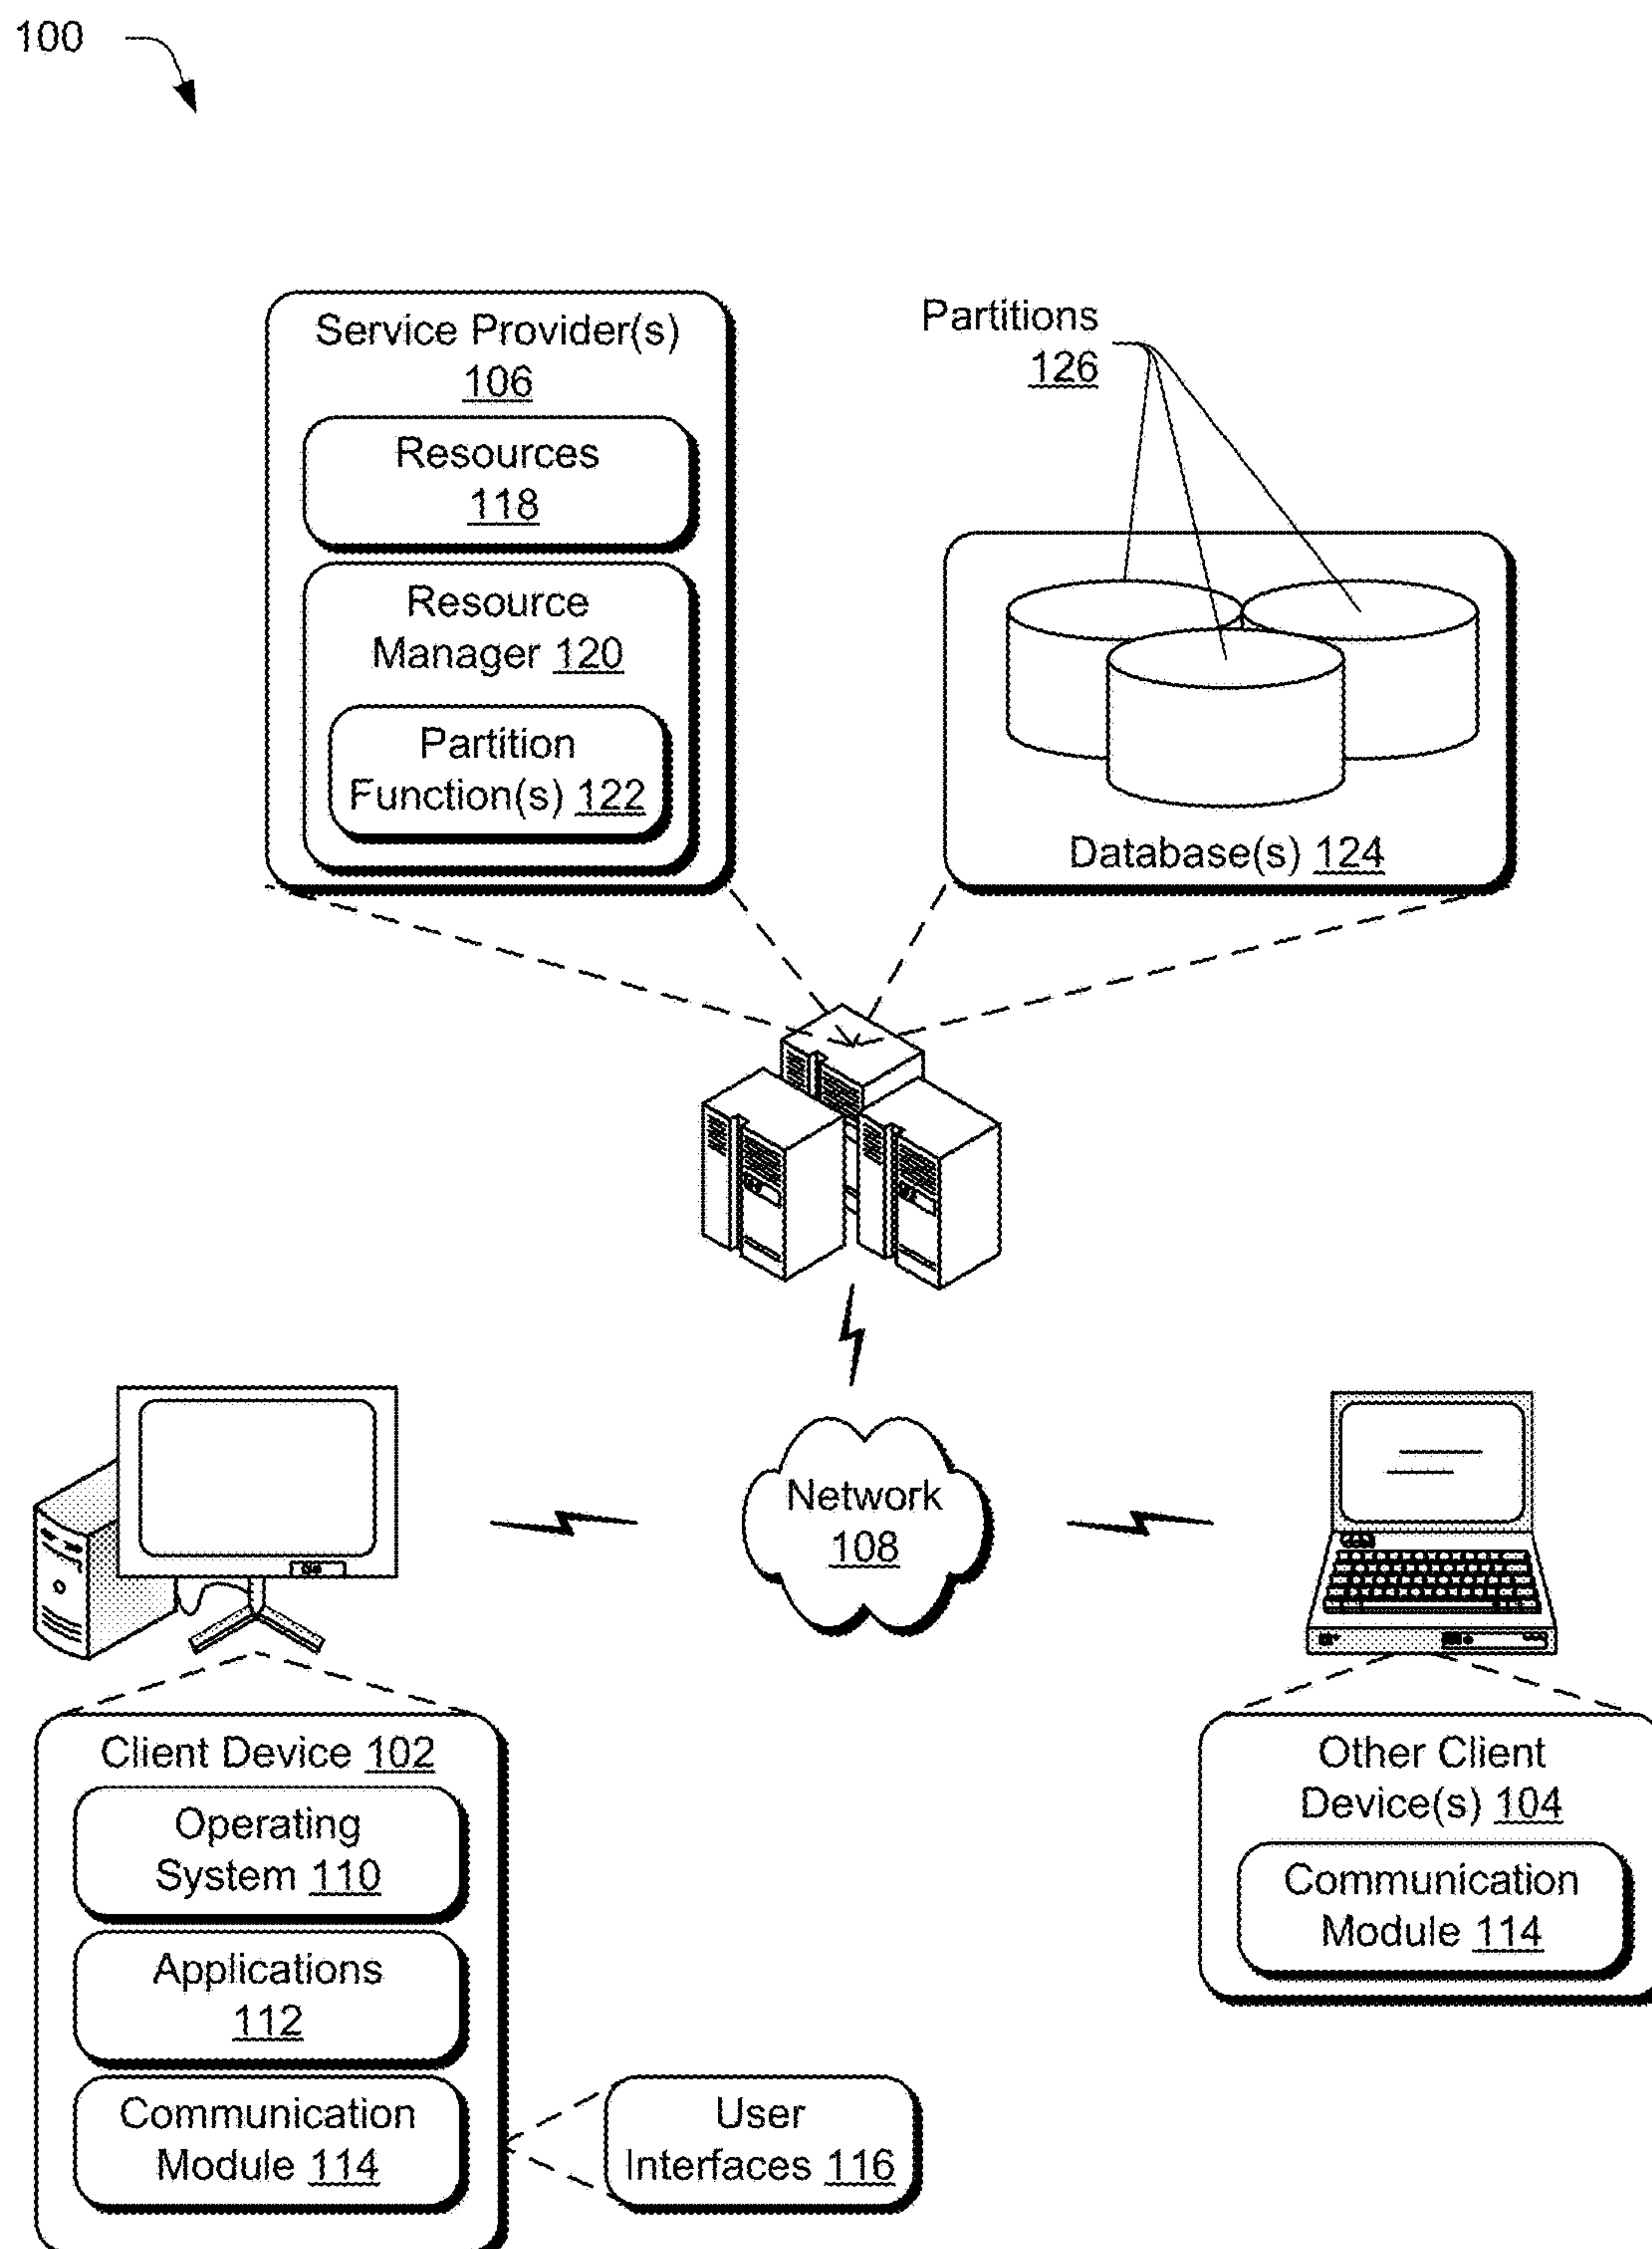 100
Service Provider(s)
106
Resources
118
Resource
Manager 120
Partition
Function(s) 122
Partitions
126
Database(s) 124
Network
108
Client Device 102
Operating
System 110
Applications
112
Communication
Module 114
User
Interfaces 116
Other Client
Device(s) 104
Communication
Module 114